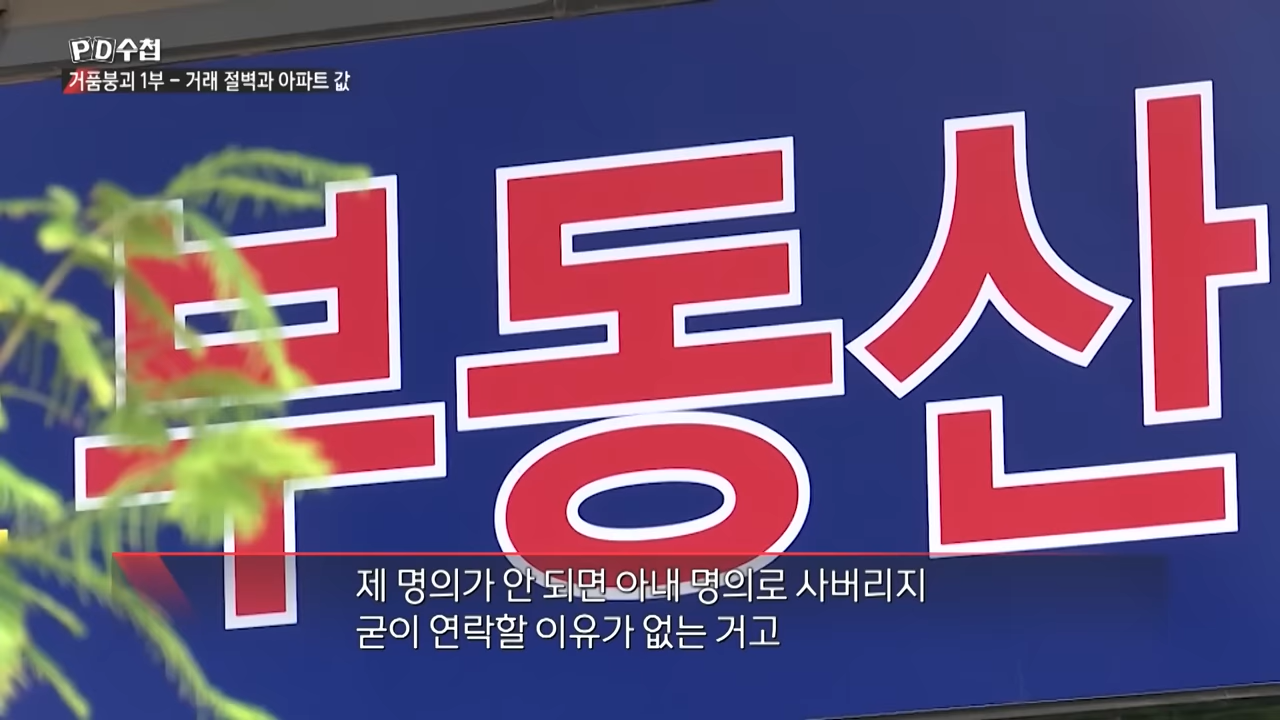 PD수첩
거품붕괴 1부 - 거래 절벽과 아파트 값
부동산
제 명의가 안 되면 아내 명의로 사버리지
굳이 연락할 이유가 없는 거고